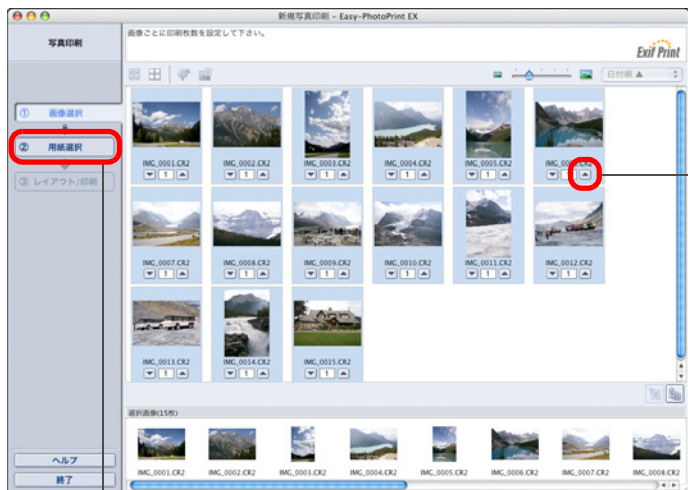 新規写真印刷 – Easy-PhotoPrint EX
写真印刷
画像ごとに印刷枚数を設定して下さい。
Exif Print
日付順 ▲
① 画像選択
② 用紙選択
③ レイアウト/印刷
IMG_0001.CR2 IMG_0002.CR2 IMG_0003.CR2 IMG_0004.CR2 IMG_0005.CR2
1 1 1 1 1
IMG_0007.CR2 IMG_0008.CR2 IMG_0009.CR2 IMG_0010.CR2 IMG_0011.CR2 IMG_0012.CR2
1 1 1 1 1 1
IMG_0013.CR2 IMG_0014.CR2 IMG_0015.CR2
1 1 1
選択画像(15枚)
IMG_0001.CR2 IMG_0002.CR2 IMG_0003.CR2 IMG_0004.CR2 IMG_0005.CR2 IMG_0006.CR2 IMG_0007.CR2 IMG_0008.CR2
ヘルプ
終了